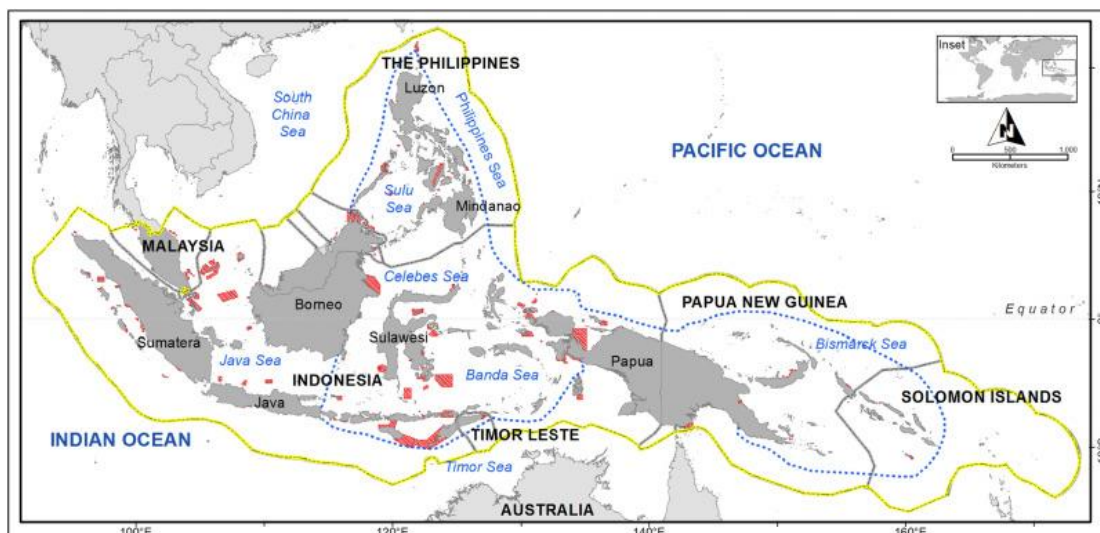 Inset
THE PHILIPPINES
Luzon
South
China
Sea
Philippines Sea
N
0 500 1,000
Kilometers
PACIFIC OCEAN
Sulu
Sea
Mindanao
MALAYSIA
Celebes Sea
Borneo
PAPUA NEW GUINEA
Equator
Sumatera
Sulawesi
Bismarck Sea
Java Sea
Papua
INDONESIA
Banda Sea
Java
SOLOMON ISLANDS
INDIAN OCEAN
TIMOR LESTE
Timor Sea
AUSTRALIA
100°E 120°E 140°E 160°E